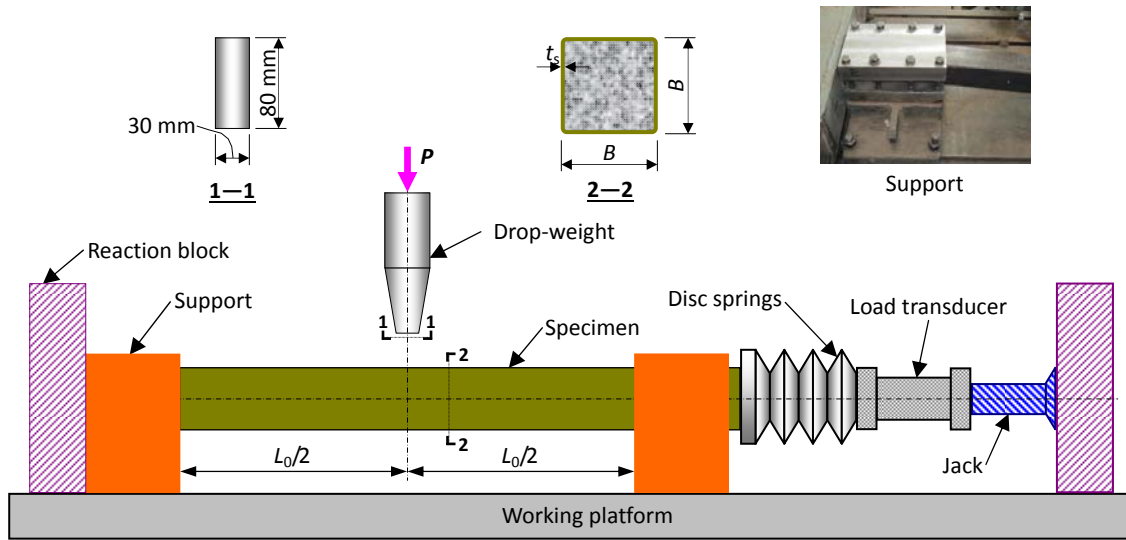 30 mm
80 mm
1—1
ts
B
B
2—2
Support
P
Drop-weight
Reaction block
Support
Specimen
Disc springs
Load transducer
1 1
2
2
L0/2
L0/2
Jack
Working platform